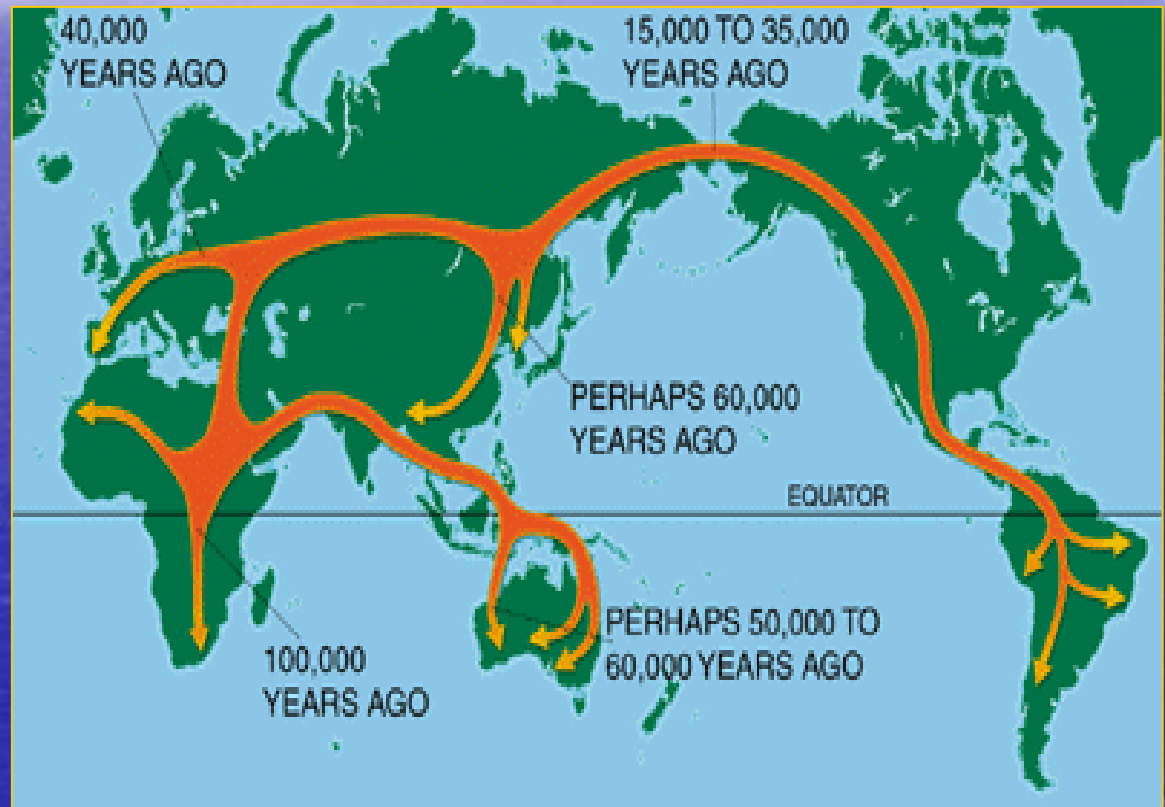 40,000
YEARS AGO
15,000 TO 35,000
YEARS AGO
PERHAPS 60,000
YEARS AGO
EQUATOR
PERHAPS 50,000 TO
60,000 YEARS AGO
100,000
YEARS AGO